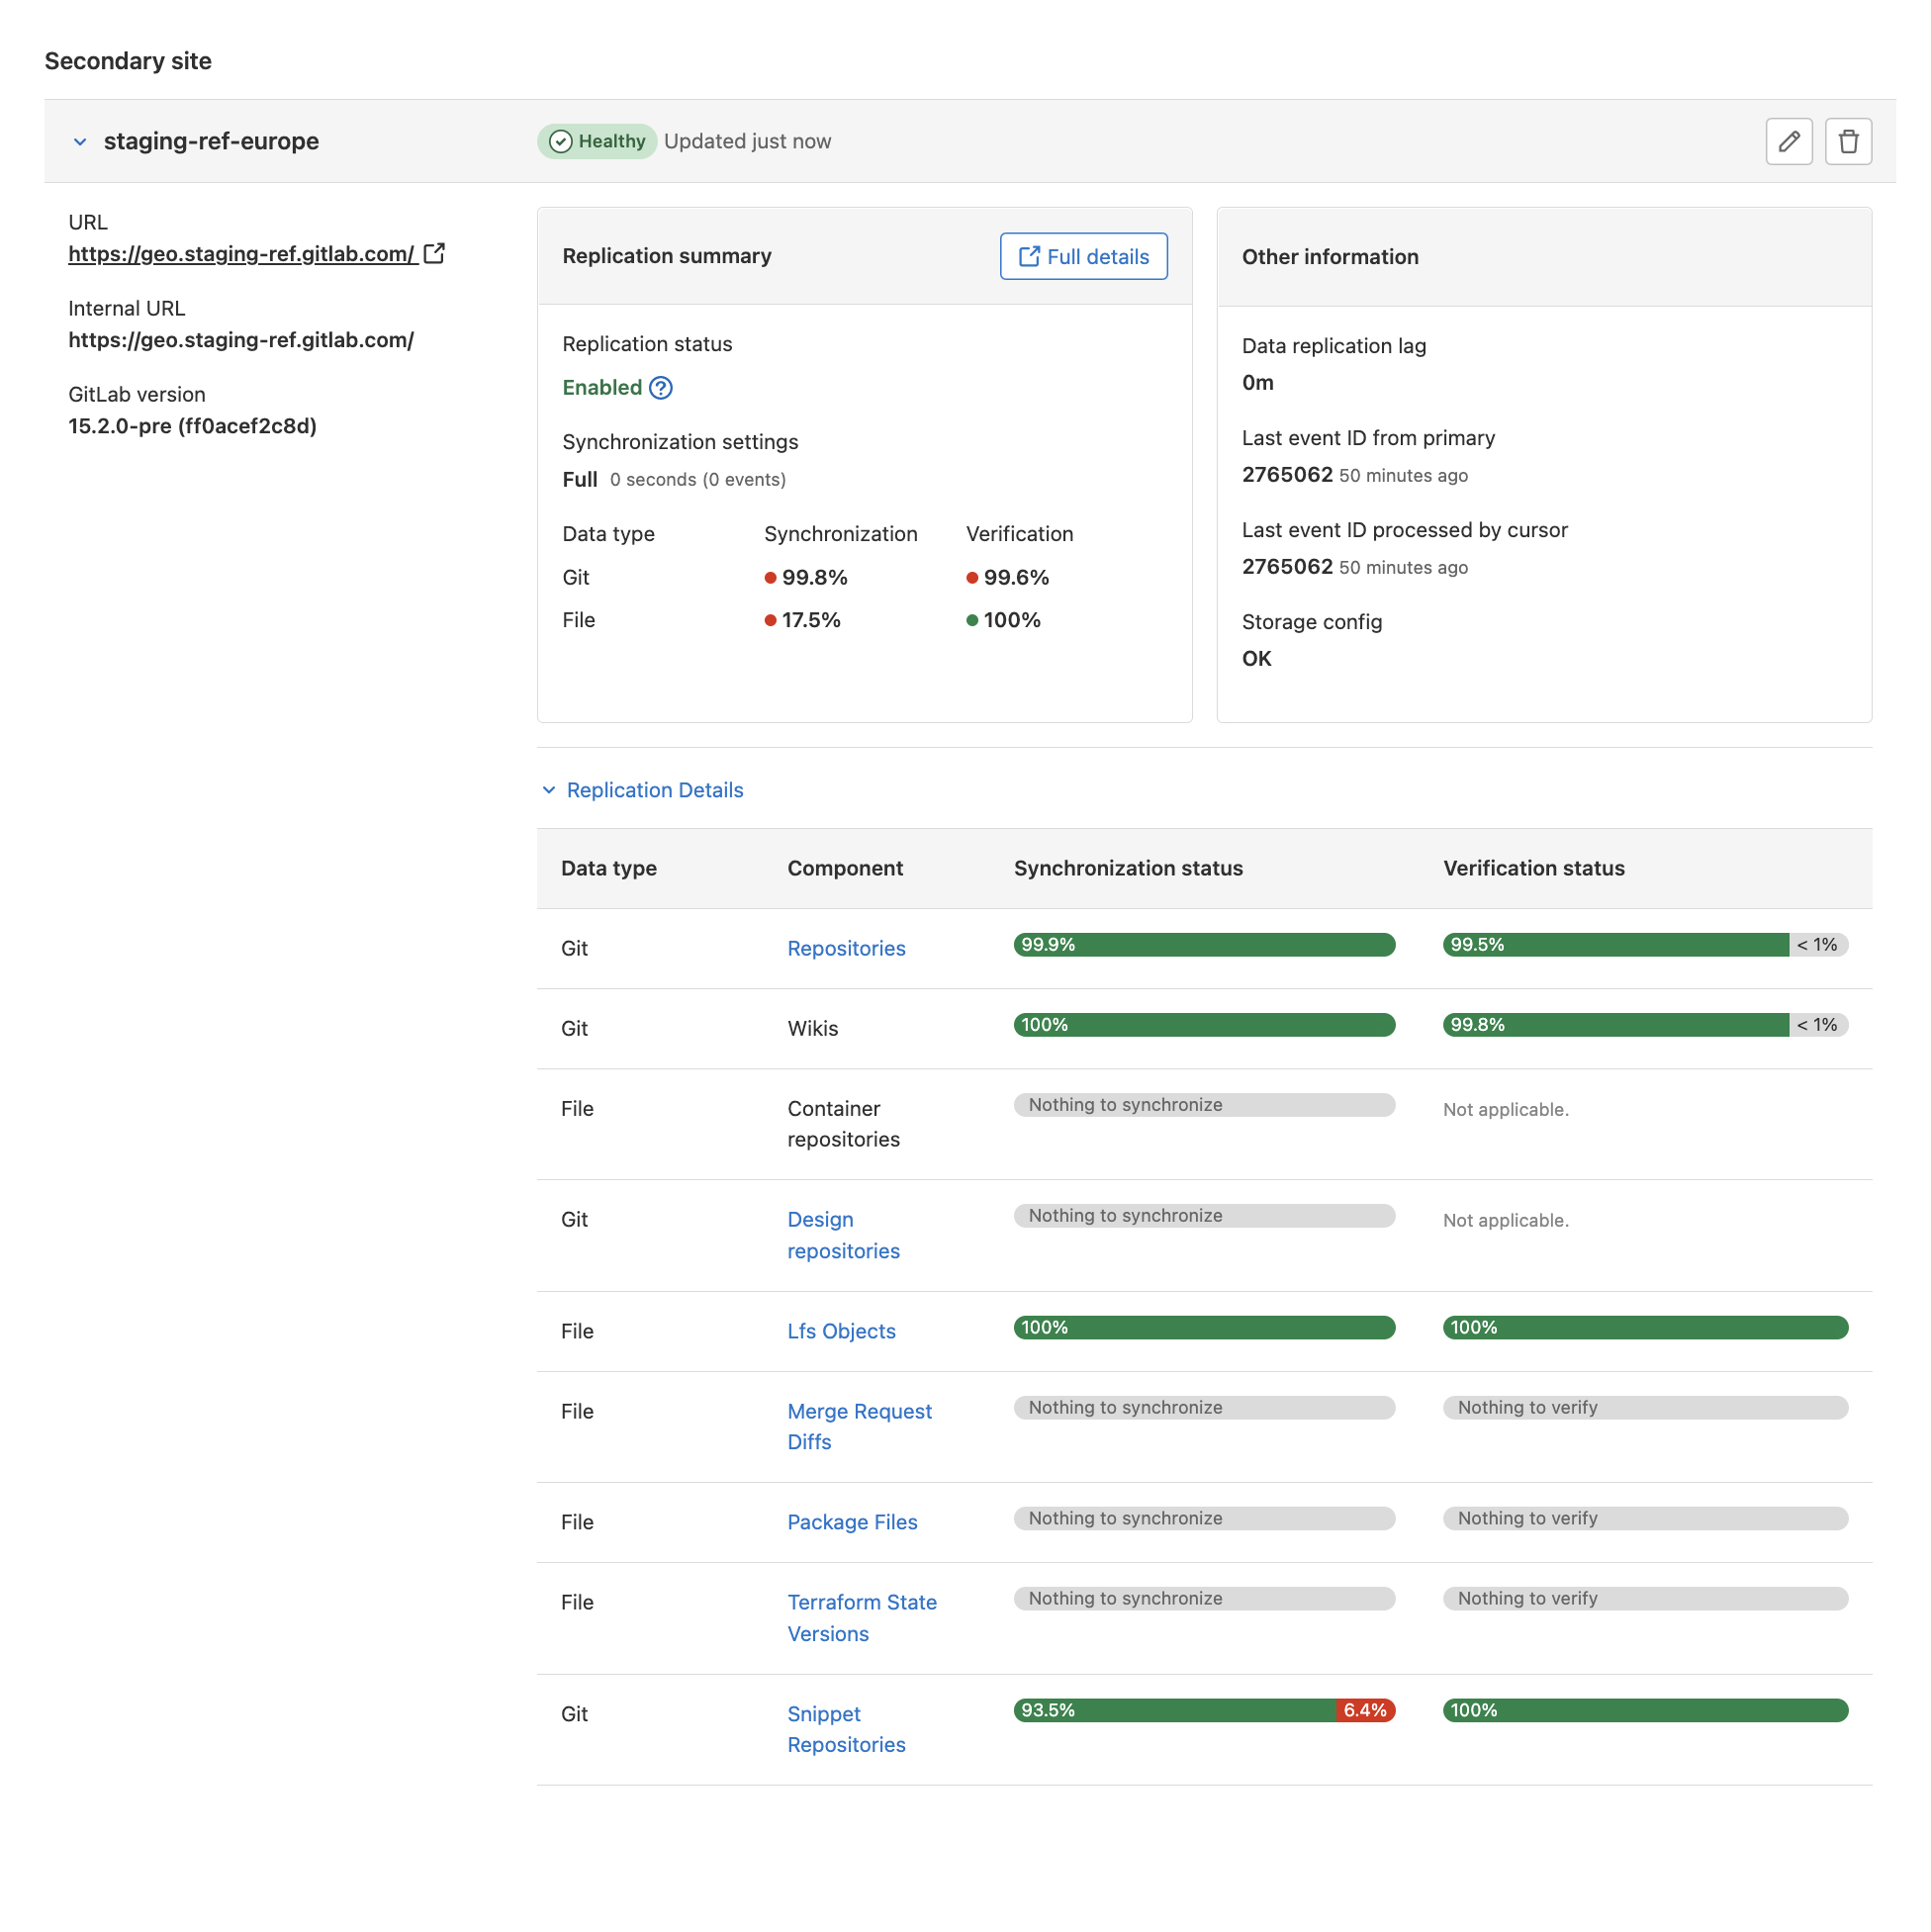 Secondary site
staging-ref-europe
Healthy Updated just now
URL
https://geo.staging-ref.gitlab.com/
Internal URL
https://geo.staging-ref.gitlab.com/
GitLab version
15.2.0-pre (ff0acef2c8d)
Replication summary
Full details
Replication status
Enabled
Synchronization settings
Full 0 seconds (0 events)
Data type Synchronization Verification
Git 99.8% 99.6%
File 17.5% 100%
Other information
Data replication lag
0m
Last event ID from primary
2765062 50 minutes ago
Last event ID processed by cursor
2765062 50 minutes ago
Storage config
OK
Replication Details
Data type Component Synchronization status Verification status
Git Repositories 99.9% 99.5% < 1%
Git Wikis 100% 99.8% < 1%
File Container Nothing to synchronize Not applicable.
repositories
Git Design Nothing to synchronize Not applicable.
repositories
File Lfs Objects 100% 100%
File Merge Request Nothing to synchronize Nothing to verify
Diffs
File Package Files Nothing to synchronize Nothing to verify
File Terraform State Nothing to synchronize Nothing to verify
Versions
Git Snippet 93.5% 6.4% 100%
Repositories